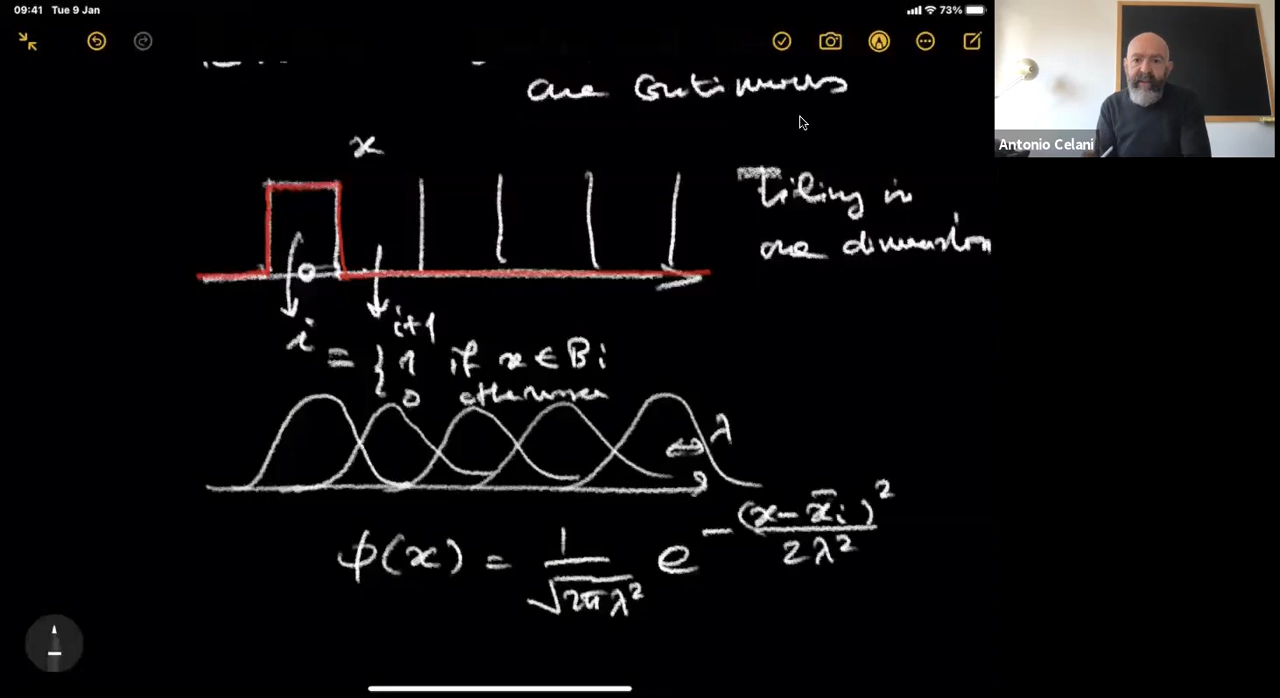 09:41 Tue 9 Jan
73%
are continuous
Antonio Celani
x
Tiling in
one dimension
i
i+1
= { 1 if x ∈ Bi
0 otherwise
λ
ϕ(x) = 1/√(2πλ²) e^(-(x-x̄i)²/(2λ²))